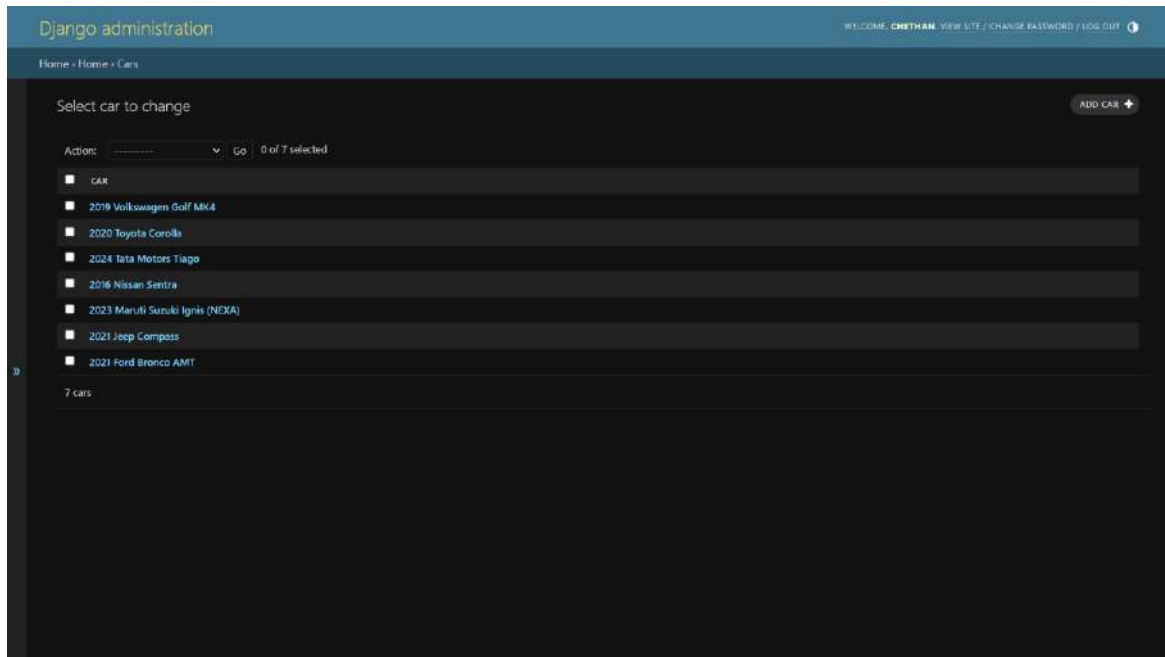 Django administration
WELCOME, CHETHAN. VIEW SITE / CHANGE PASSWORD / LOG OUT
Home › Home › Cars
Select car to change
ADD CAR +
Action: --------- Go 0 of 7 selected
CAR
2019 Volkswagen Golf MK4
2020 Toyota Corolla
2024 Tata Motors Tiago
2016 Nissan Sentra
2023 Maruti Suzuki Ignis (NEXA)
2021 Jeep Compass
2021 Ford Bronco AMT
»
7 cars